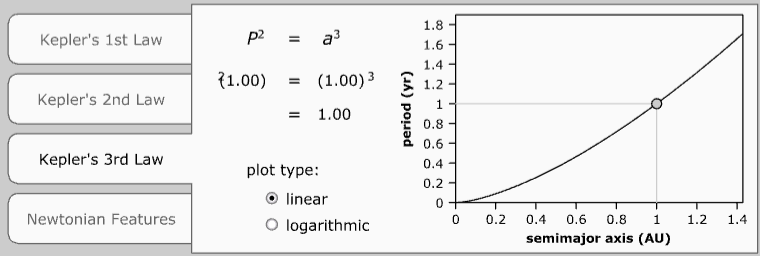 Kepler's 1st Law
Kepler's 2nd Law
Kepler's 3rd Law
Newtonian Features
P² = a³
²(1.00) = (1.00)³
= 1.00
plot type:
linear
logarithmic
period (yr)
1.8
1.6
1.4
1.2
1
0.8
0.6
0.4
0.2
0
0 0.2 0.4 0.6 0.8 1 1.2 1.4
semimajor axis (AU)